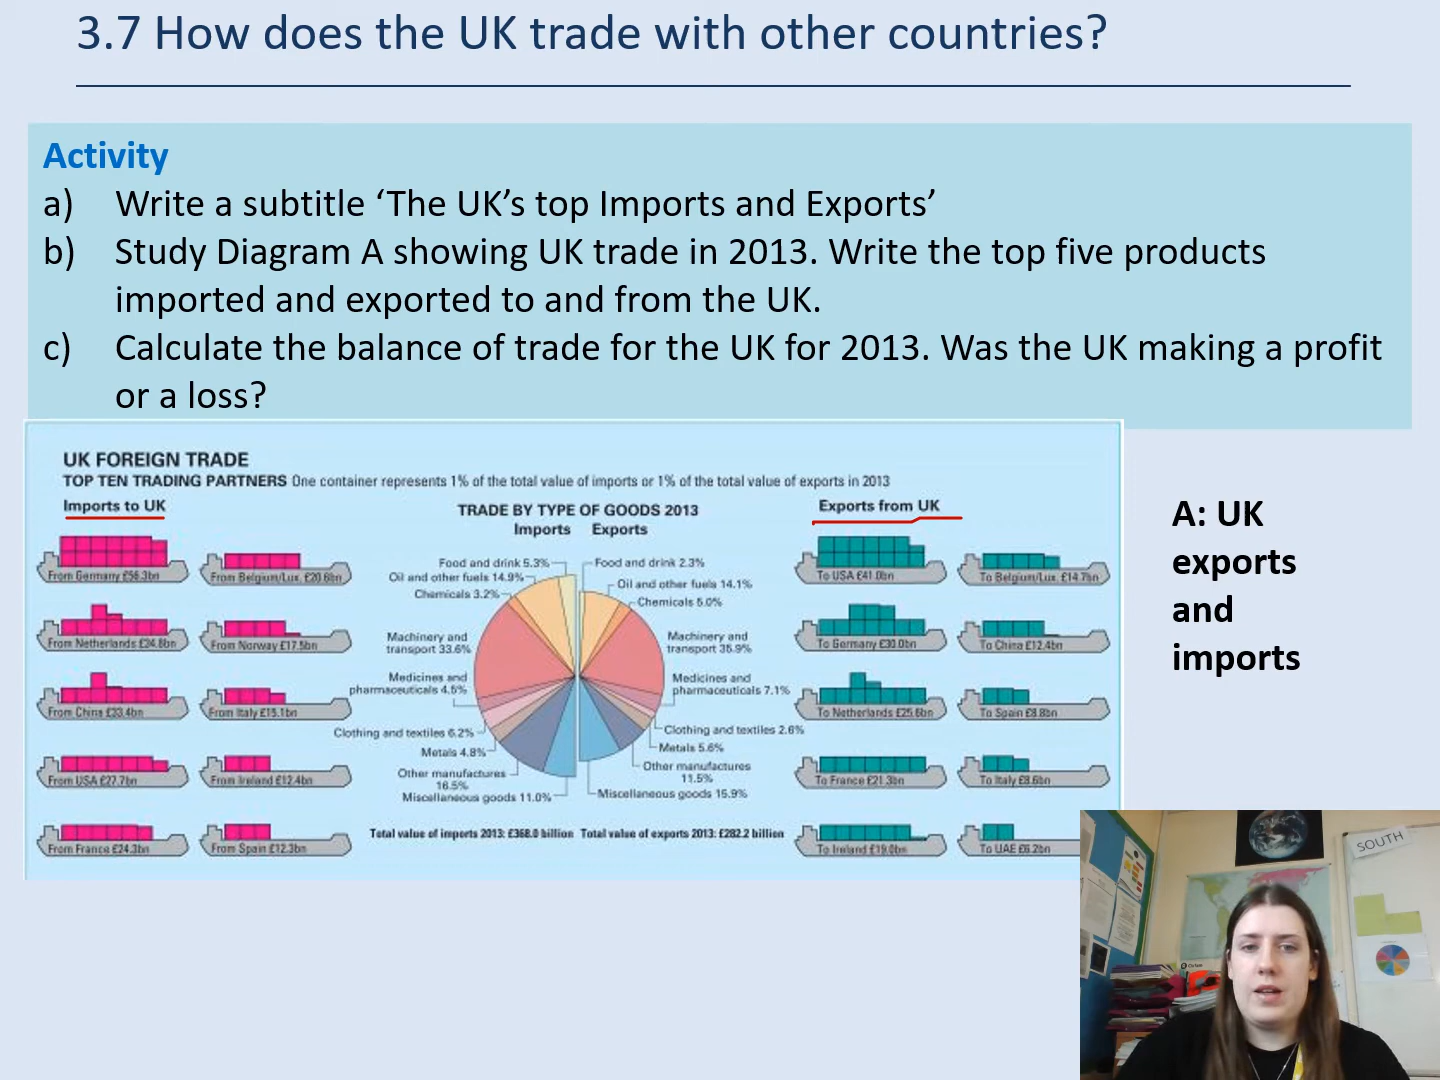 3.7 How does the UK trade with other countries?
Activity
a) Write a subtitle ‘The UK’s top Imports and Exports’
b) Study Diagram A showing UK trade in 2013. Write the top five products
imported and exported to and from the UK.
c) Calculate the balance of trade for the UK for 2013. Was the UK making a profit
or a loss?
UK FOREIGN TRADE
TOP TEN TRADING PARTNERS One container represents 1% of the total value of imports or 1% of the total value of exports in 2013
Imports to UK
From Germany £56.3bn
From Belgium/Lux. £20.6bn
From Netherlands £34.8bn
From Norway £17.5bn
From China £33.4bn
From Italy £15.1bn
From USA £27.7bn
From Ireland £12.4bn
From France £24.3bn
From Spain £12.3bn
TRADE BY TYPE OF GOODS 2013
Imports Exports
Food and drink 5.3%
Oil and other fuels 14.9%
Chemicals 3.2%
Machinery and
transport 33.6%
Medicines and
pharmaceuticals 4.5%
Clothing and textiles 6.2%
Metals 4.8%
Other manufactures
16.5%
Miscellaneous goods 11.0%
Food and drink 2.3%
Oil and other fuels 14.1%
Chemicals 5.0%
Machinery and
transport 35.9%
Medicines and
pharmaceuticals 7.1%
Clothing and textiles 2.6%
Metals 5.6%
Other manufactures
11.5%
Miscellaneous goods 15.9%
Total value of imports 2013: £368.0 billion Total value of exports 2013: £282.2 billion
Exports from UK
To USA £41.0bn
To Belgium/Lux. £14.7bn
To Germany £30.0bn
To China £12.4bn
To Netherlands £25.6bn
To Spain £8.8bn
To France £21.3bn
To Italy £8.6bn
To Ireland £19.0bn
To UAE £6.2bn
A: UK
exports
and
imports
SOUTH